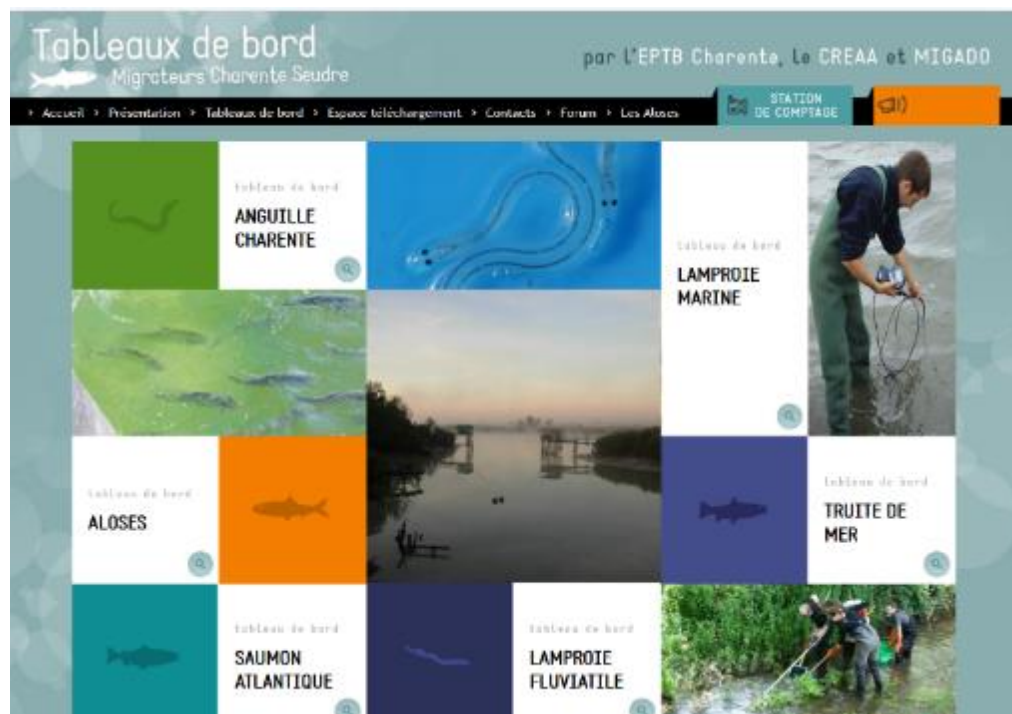 Tableaux de bord
Migrateurs Charente Seudre
par l'EPTB Charente, le CREAA et MIGADO
› Accueil › Présentation › Tableaux de bord › Espace téléchargement › Contacts › Forum › Les Aloses
STATION
DE COMPTAGE
tableau de bord
ANGUILLE
CHARENTE
tableau de bord
LAMPROIE
MARINE
tableau de bord
ALOSES
tableau de bord
TRUITE DE
MER
tableau de bord
SAUMON
ATLANTIQUE
tableau de bord
LAMPROIE
FLUVIATILE